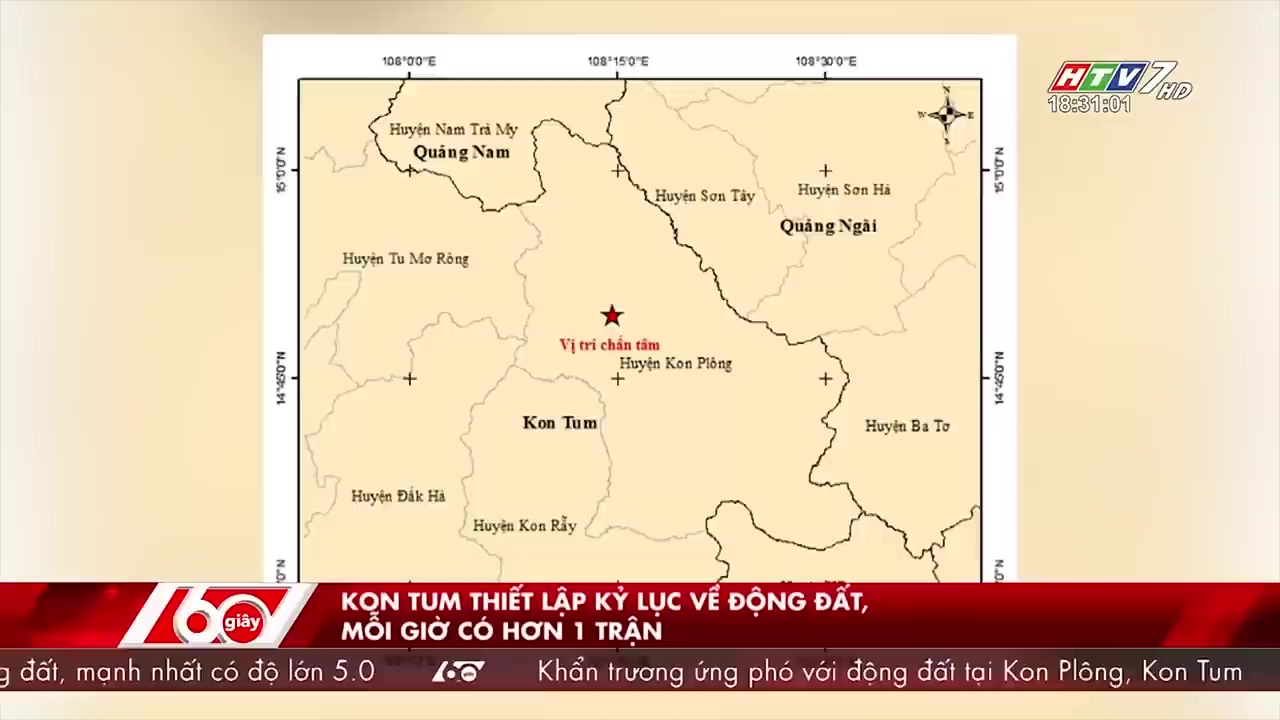 108°0'0"E
108°15'0"E
108°30'0"E
HTV7 HD
18:31:01
N
W
E
Huyện Nam Trà My
Quảng Nam
15°0'0"N
15°0'0"N
Huyện Sơn Tây
Huyện Sơn Hà
Quảng Ngãi
Huyện Tu Mơ Rông
Vị trí chấn tâm
Huyện Kon Plông
14°45'0"N
14°45'0"N
Kon Tum
Huyện Ba Tơ
Huyện Đắk Hà
Huyện Kon Rẫy
60 giây
KON TUM THIẾT LẬP KỶ LỤC VỀ ĐỘNG ĐẤT,
MỖI GIỜ CÓ HƠN 1 TRẬN
g đất, mạnh nhất có độ lớn 5.0 60 giây Khẩn trương ứng phó với động đất tại Kon Plông, Kon Tum